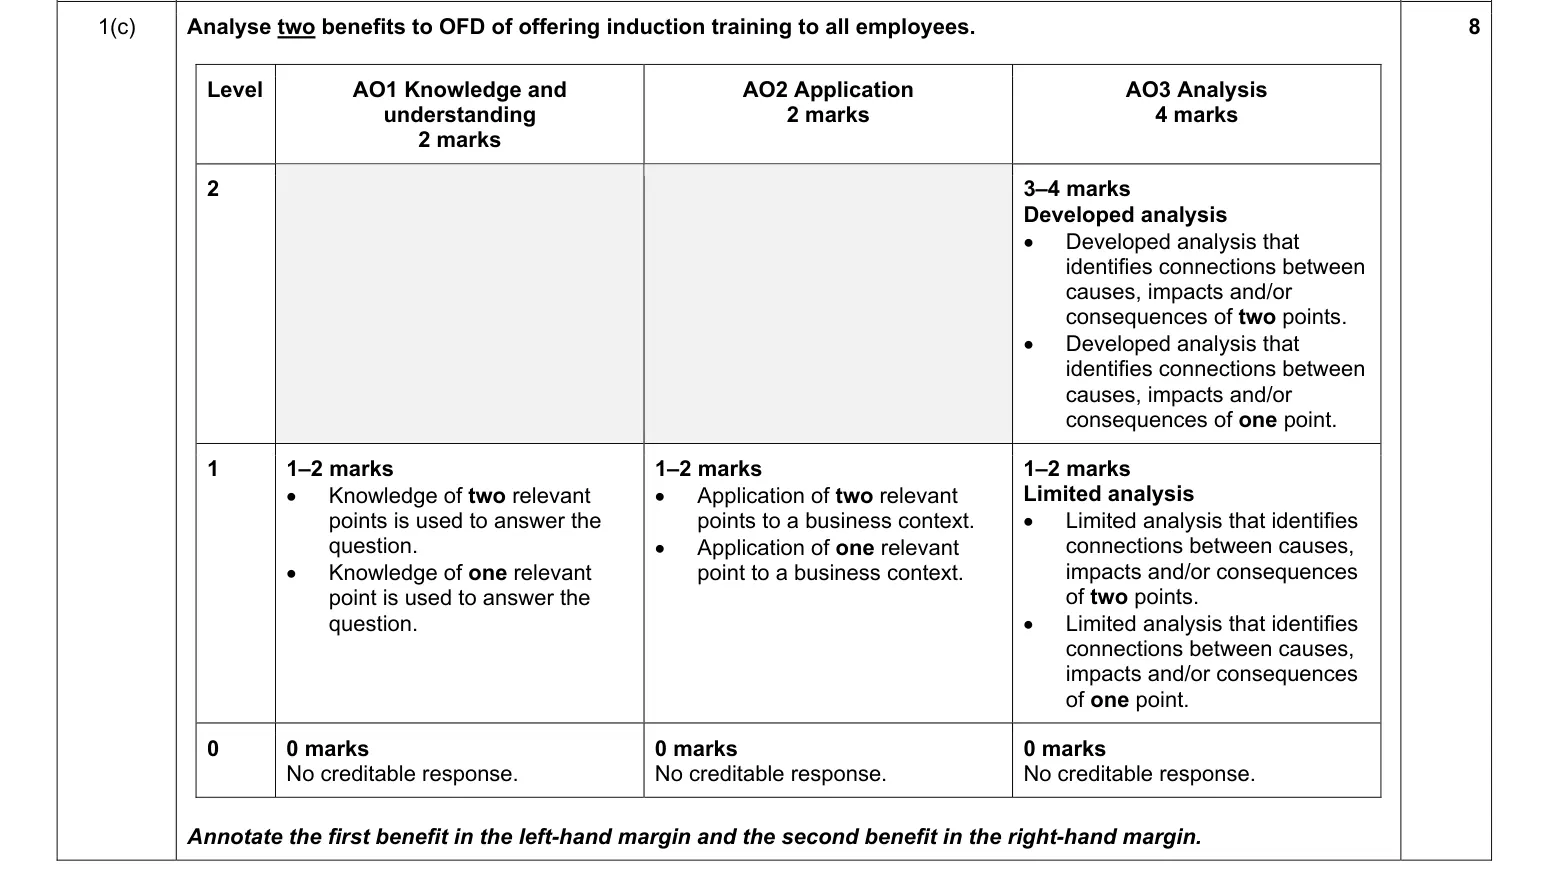 1(c)
Analyse two benefits to OFD of offering induction training to all employees.
8
Level
AO1 Knowledge and
understanding
2 marks
AO2 Application
2 marks
AO3 Analysis
4 marks
2
3–4 marks
Developed analysis
• Developed analysis that
identifies connections between
causes, impacts and/or
consequences of two points.
• Developed analysis that
identifies connections between
causes, impacts and/or
consequences of one point.
1
1–2 marks
• Knowledge of two relevant
points is used to answer the
question.
• Knowledge of one relevant
point is used to answer the
question.
1–2 marks
• Application of two relevant
points to a business context.
• Application of one relevant
point to a business context.
1–2 marks
Limited analysis
• Limited analysis that identifies
connections between causes,
impacts and/or consequences
of two points.
• Limited analysis that identifies
connections between causes,
impacts and/or consequences
of one point.
0
0 marks
No creditable response.
0 marks
No creditable response.
0 marks
No creditable response.
Annotate the first benefit in the left-hand margin and the second benefit in the right-hand margin.